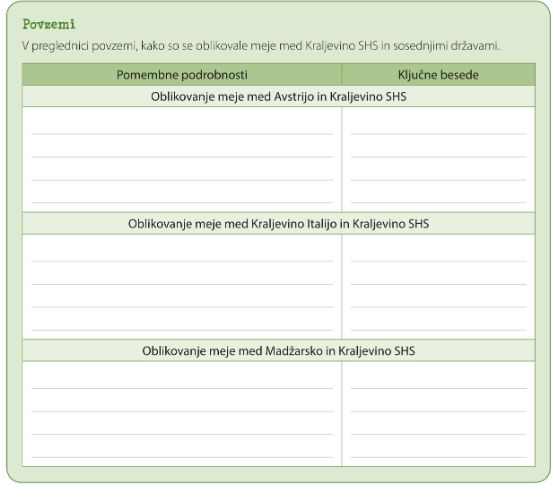 Povzemi
V preglednici povzemi, kako so se oblikovale meje med Kraljevino SHS in sosednjimi državami.
Pomembne podrobnosti Ključne besede
Oblikovanje meje med Avstrijo in Kraljevino SHS
Oblikovanje meje med Kraljevino Italijo in Kraljevino SHS
Oblikovanje meje med Madžarsko in Kraljevino SHS